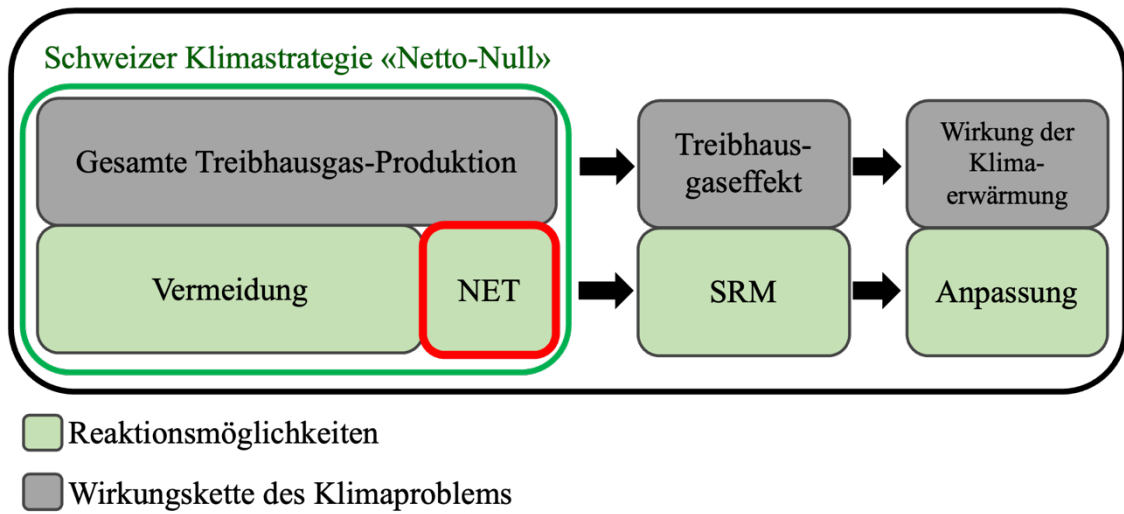 Schweizer Klimastrategie «Netto-Null»
Gesamte Treibhausgas-Produktion
Treibhaus-
gaseffekt
Wirkung der
Klima-
erwärmung
Vermeidung
NET
SRM
Anpassung
Reaktionsmöglichkeiten
Wirkungskette des Klimaproblems